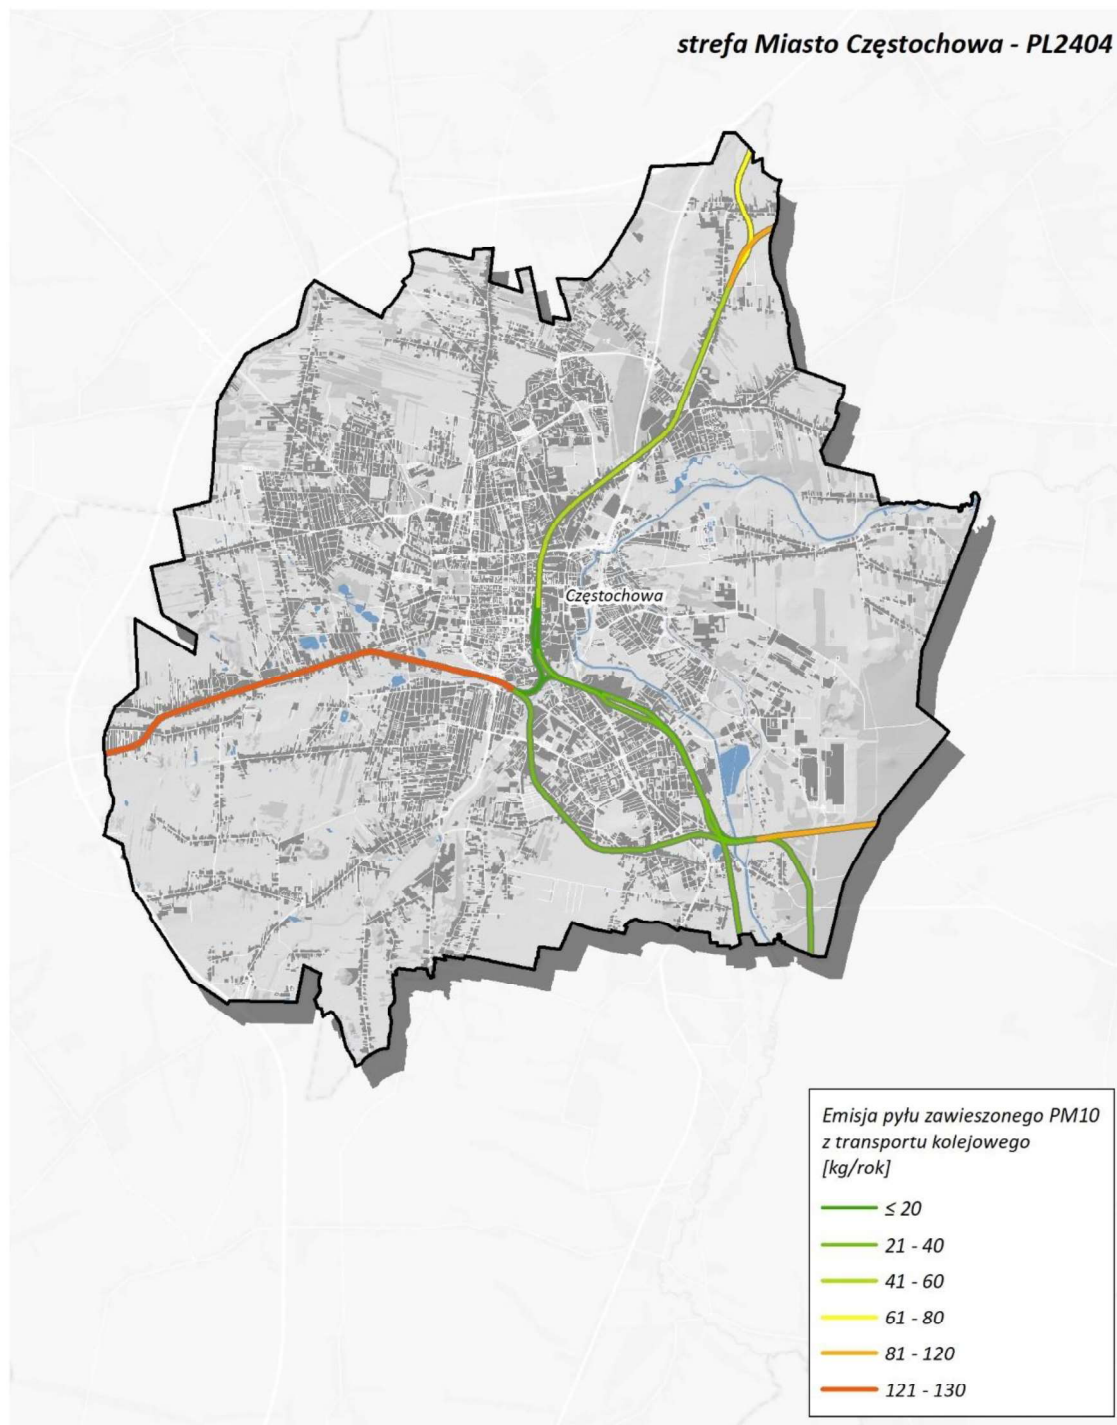 strefa Miasto Częstochowa - PL2404
Częstochowa
Emisja pyłu zawieszonego PM10
z transportu kolejowego
[kg/rok]
≤ 20
21 - 40
41 - 60
61 - 80
81 - 120
121 - 130